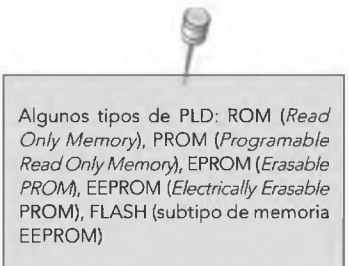 Algunos tipos de PLD: ROM (Read
Only Memory), PROM (Programable
Read Only Memory), EPROM (Erasable
PROM), EEPROM (Electrically Erasable
PROM), FLASH (subtipo de memoria
EEPROM)